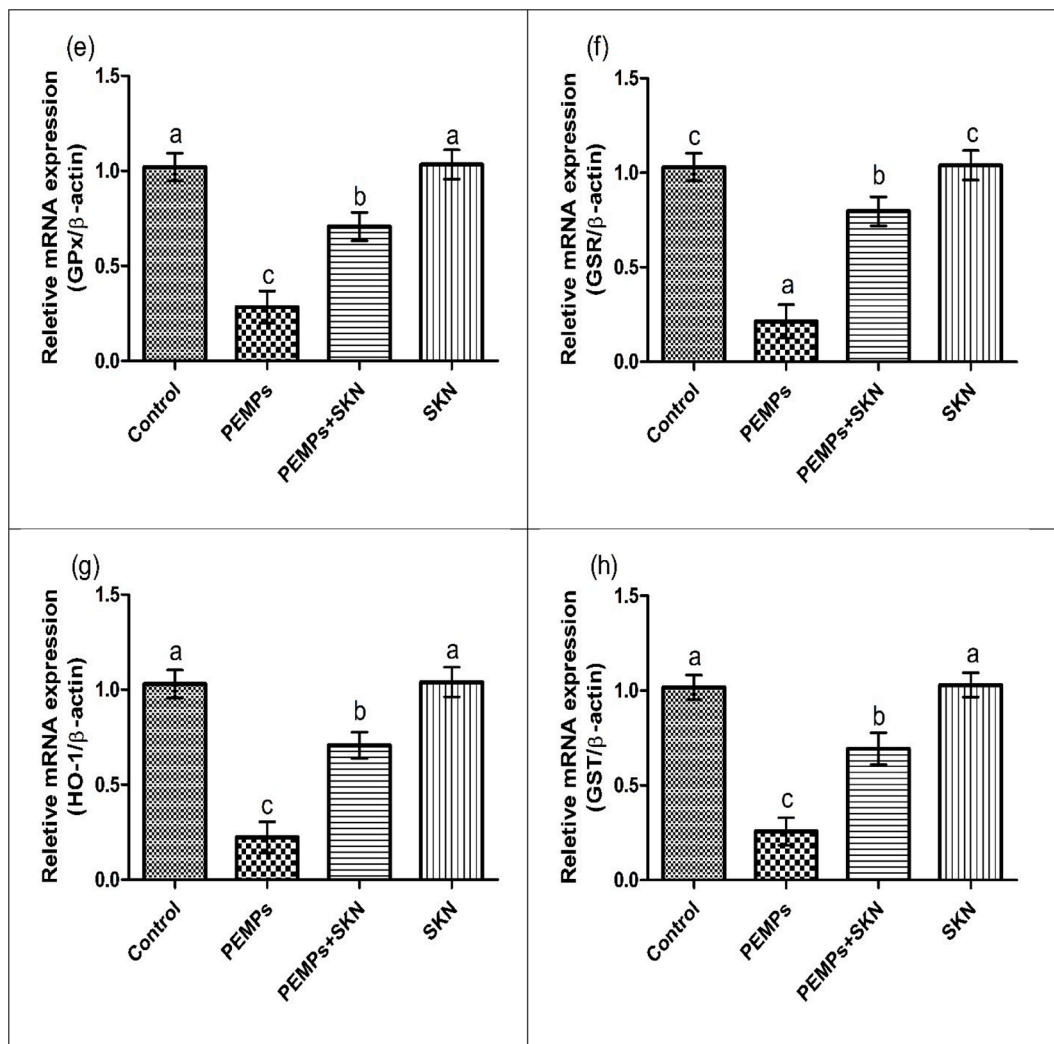 (e)
Reletive mRNA expression
(GPx/β-actin)
1.5
1.0
0.5
0.0
a
c
b
a
Control
PEMPs
PEMPs+SKN
SKN
(f)
Reletive mRNA expression
(GSR/β-actin)
1.5
1.0
0.5
0.0
c
a
b
c
Control
PEMPs
PEMPs+SKN
SKN
(g)
Reletive mRNA expression
(HO-1/β-actin)
1.5
1.0
0.5
0.0
a
c
b
a
Control
PEMPs
PEMPs+SKN
SKN
(h)
Reletive mRNA expression
(GST/β-actin)
1.5
1.0
0.5
0.0
a
c
b
a
Control
PEMPs
PEMPs+SKN
SKN